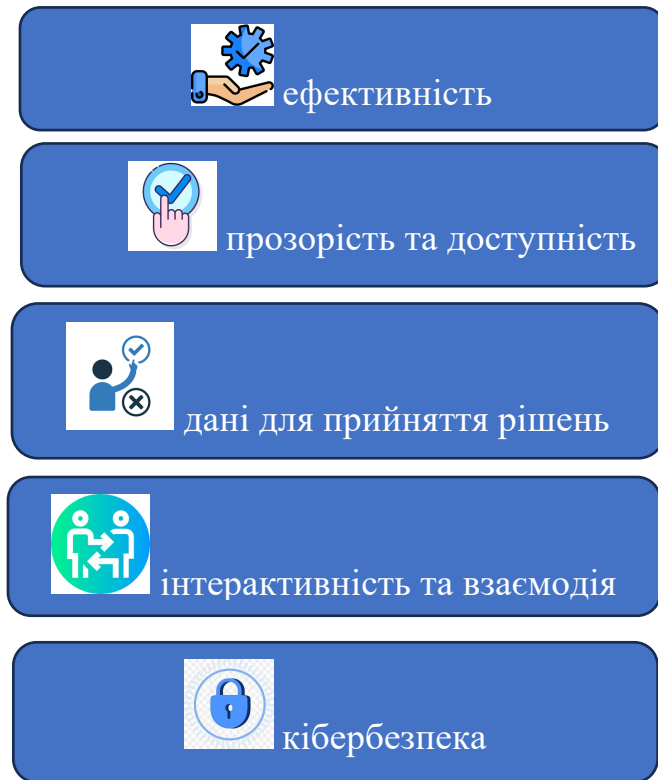 ефективність
прозорість та доступність
дані для прийняття рішень
інтерактивність та взаємодія
кібербезпека